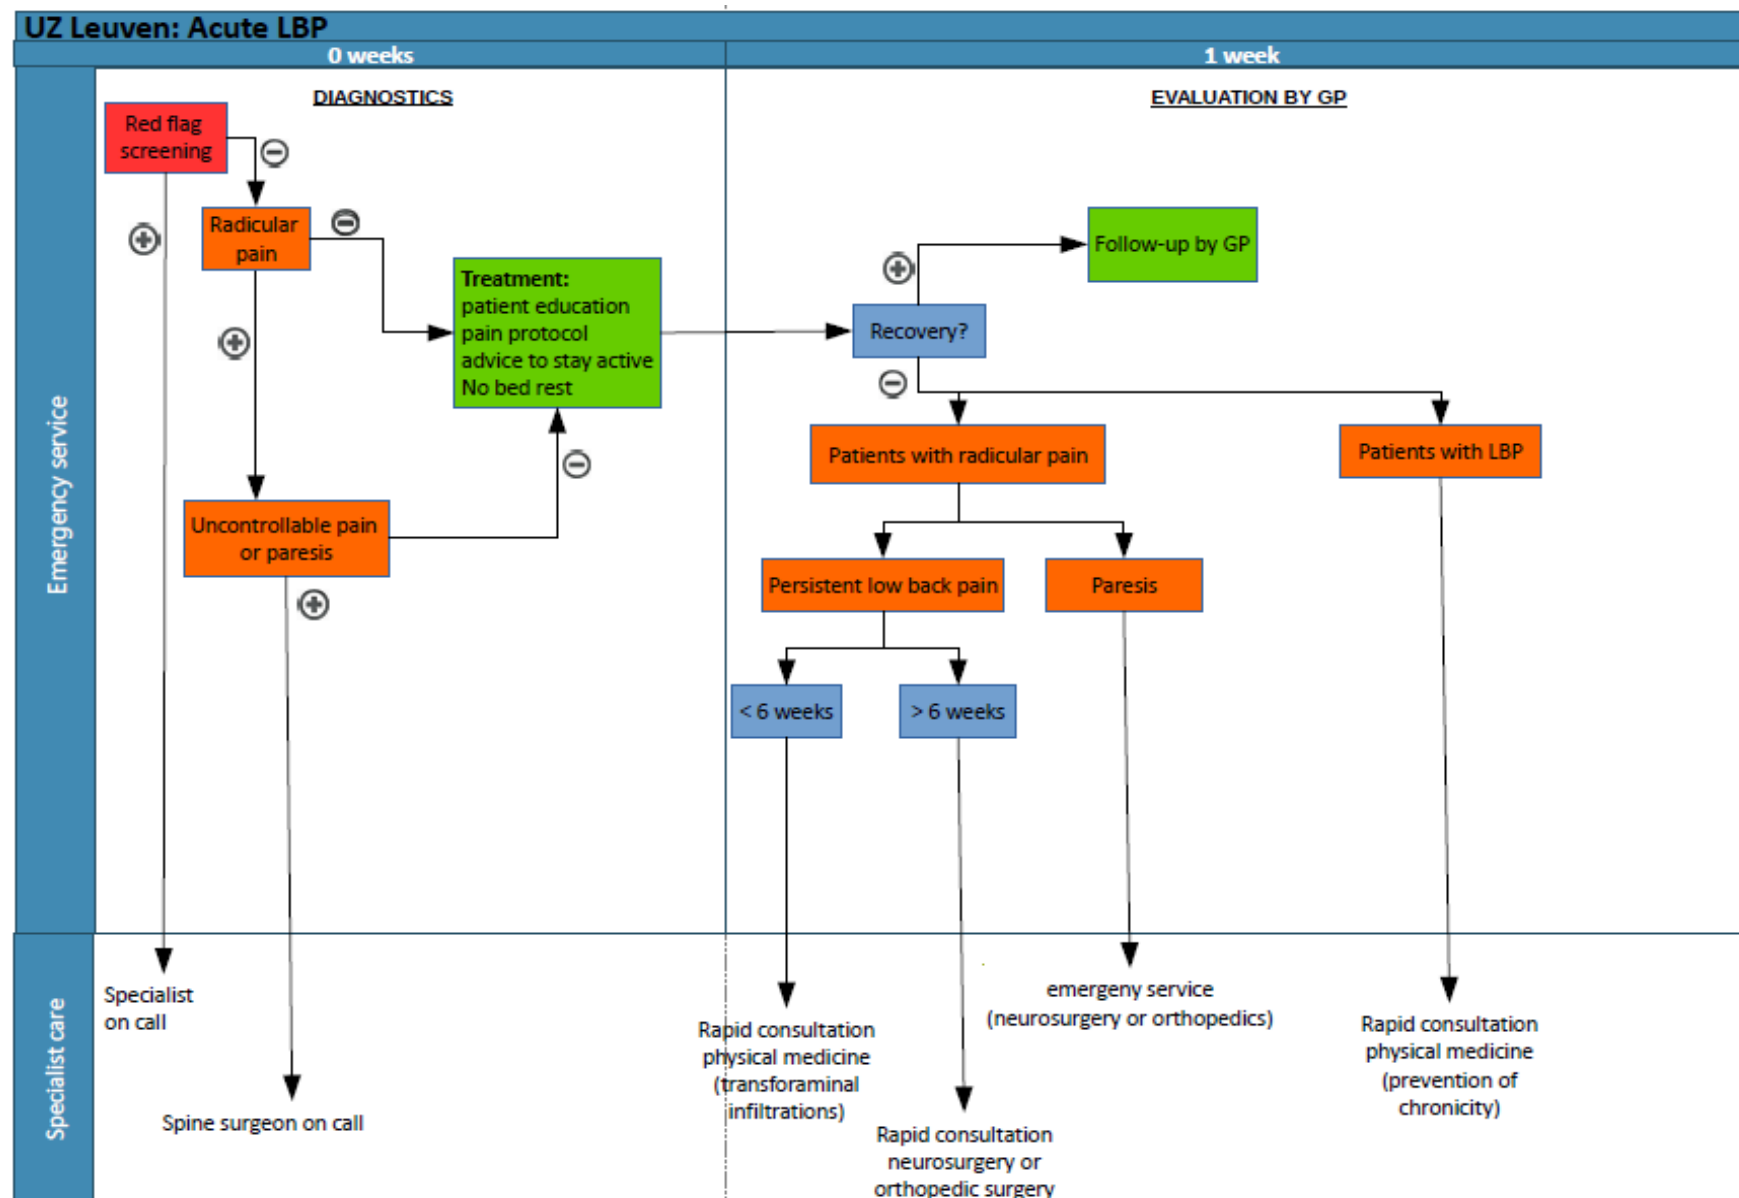 UZ Leuven: Acute LBP
0 weeks
1 week
Emergency service
DIAGNOSTICS
Red flag
screening
Radicular
pain
Treatment:
patient education
pain protocol
advice to stay active
No bed rest
Uncontrollable pain
or paresis
EVALUATION BY GP
Follow-up by GP
Recovery?
Patients with radicular pain
Patients with LBP
Persistent low back pain
Paresis
< 6 weeks
> 6 weeks
Specialist care
Specialist
on call
Spine surgeon on call
Rapid consultation
physical medicine
(transforaminal
infiltrations)
Rapid consultation
neurosurgery or
orthopedic surgery
emergeny service
(neurosurgery or orthopedics)
Rapid consultation
physical medicine
(prevention of
chronicity)